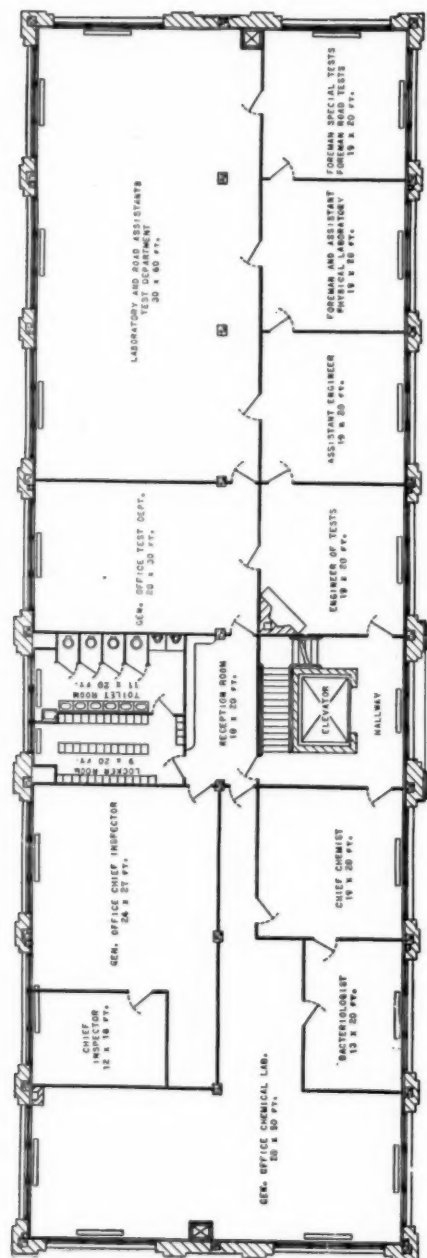 LABORATORY AND ROAD ASSISTANTS
TEST DEPARTMENT
30 X 60 FT.
FOREMAN SPECIAL TESTS
FOREMAN ROAD TESTS
19 X 20 FT.
FOREMAN AND ASSISTANT
PHYSICAL LABORATORY
19 X 20 FT.
ASSISTANT ENGINEER
19 X 20 FT.
GEN. OFFICE TEST DEPT.
20 X 30 FT.
ENGINEER OF TESTS
19 X 20 FT.
TOILET ROOM
11 X 20 FT.
LOCKER ROOM
9 X 20 FT.
RECEPTION ROOM
10 X 20 FT.
ELEVATOR
HALLWAY
GEN. OFFICE CHIEF INSPECTOR
24 X 27 FT.
CHIEF CHEMIST
19 X 20 FT.
CHIEF
INSPECTOR
12 X 18 FT.
BACTERIOLOGIST
13 X 20 FT.
GEN. OFFICE CHEMICAL LAB.
FT.